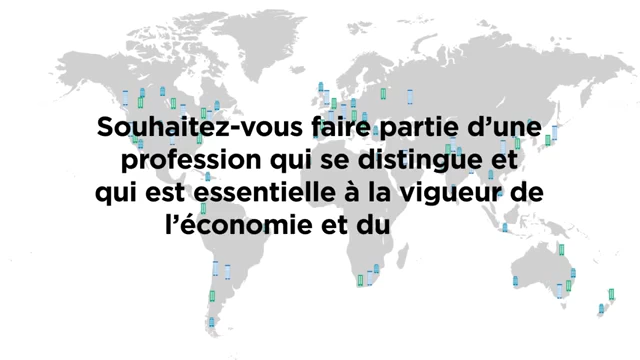 Souhaitez-vous faire partie d’une
profession qui se distingue et
qui est essentielle à la vigueur de
l’économie et du